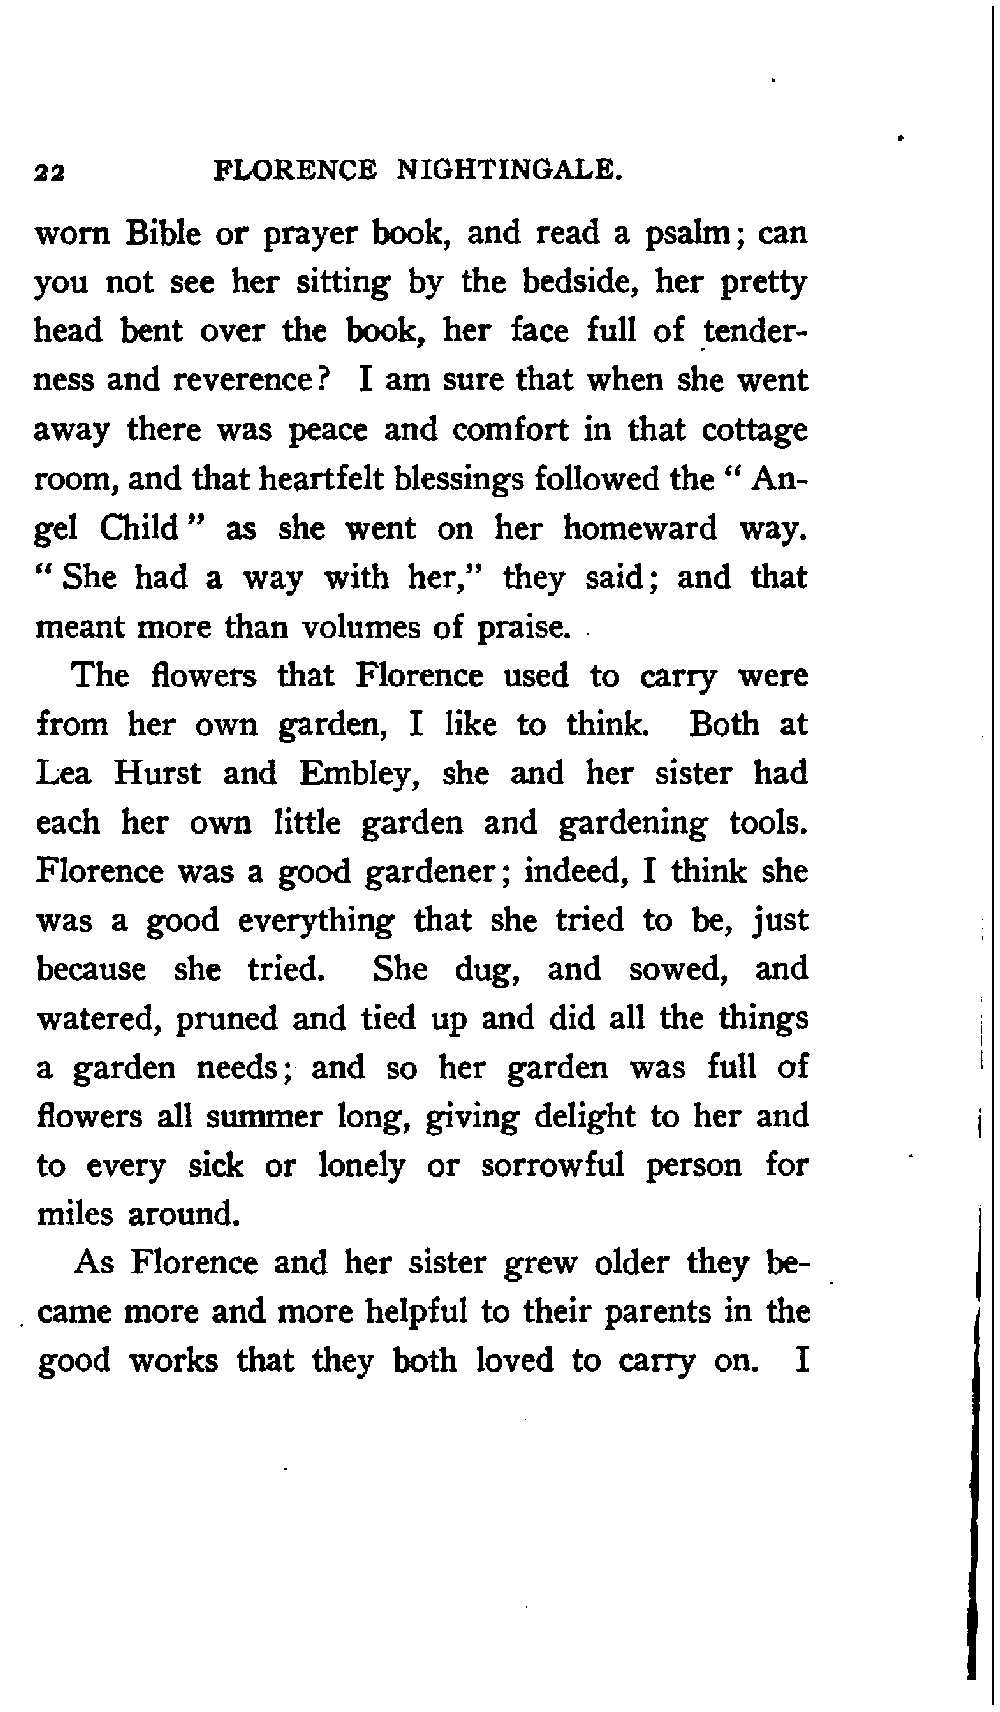 22 FLORENCE NIGHTINGALE.
worn Bible or prayer book, and read a psalm; can
you not see her sitting by the bedside, her pretty
head bent over the book, her face full of tender-
ness and reverence? I am sure that when she went
away there was peace and comfort in that cottage
room, and that heartfelt blessings followed the " An-
gel Child " as she went on her homeward way.
" She had a way with her," they said; and that
meant more than volumes of praise.
The flowers that Florence used to carry were
from her own garden, I like to think. Both at
Lea Hurst and Embley, she and her sister had
each her own little garden and gardening tools.
Florence was a good gardener; indeed, I think she
was a good everything that she tried to be, just
because she tried. She dug, and sowed, and
watered, pruned and tied up and did all the things
a garden needs; and so her garden was full of
flowers all summer long, giving delight to her and
to every sick or lonely or sorrowful person for
miles around.
As Florence and her sister grew older they be-
came more and more helpful to their parents in the
good works that they both loved to carry on. I